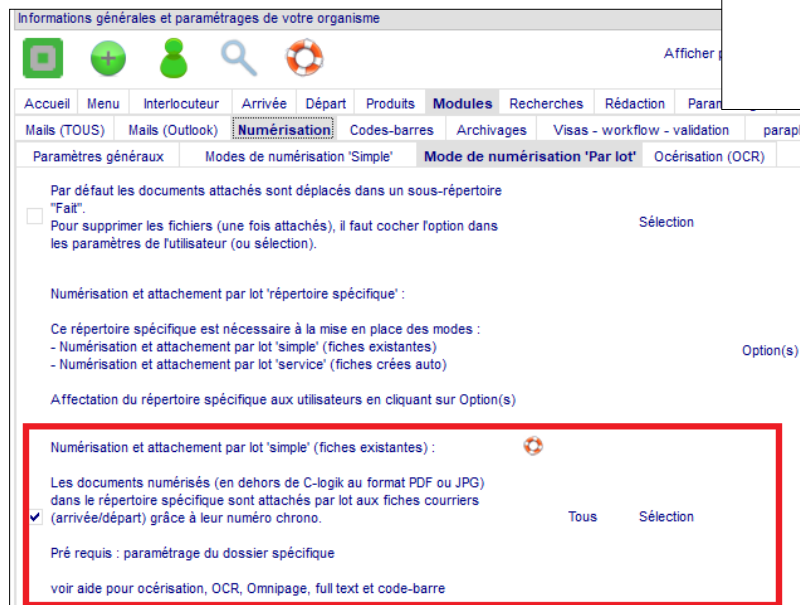 Informations générales et paramétrages de votre organisme
Afficher
Accueil Menu Interlocuteur Arrivée Départ Produits Modules Recherches Rédaction Param
Mails (TOUS) Mails (Outlook) Numérisation Codes-barres Archivages Visas - workflow - validation paraph
Paramètres généraux Modes de numérisation 'Simple' Mode de numérisation 'Par lot' Océrisation (OCR)
Par défaut les documents attachés sont déplacés dans un sous-répertoire
"Fait".
Pour supprimer les fichiers (une fois attachés), il faut cocher l'option dans Sélection
les paramètres de l'utilisateur (ou sélection).
Numérisation et attachement par lot 'répertoire spécifique' :
Ce répertoire spécifique est nécessaire à la mise en place des modes :
- Numérisation et attachement par lot 'simple' (fiches existantes) Option(s)
- Numérisation et attachement par lot 'service' (fiches crées auto)
Affectation du répertoire spécifique aux utilisateurs en cliquant sur Option(s)
Numérisation et attachement par lot 'simple' (fiches existantes) :
Les documents numérisés (en dehors de C-logik au format PDF ou JPG)
dans le répertoire spécifique sont attachés par lot aux fiches courriers
(arrivée/départ) grâce à leur numéro chrono. Tous Sélection
Pré requis : paramétrage du dossier spécifique
voir aide pour océrisation, OCR, Omnipage, full text et code-barre